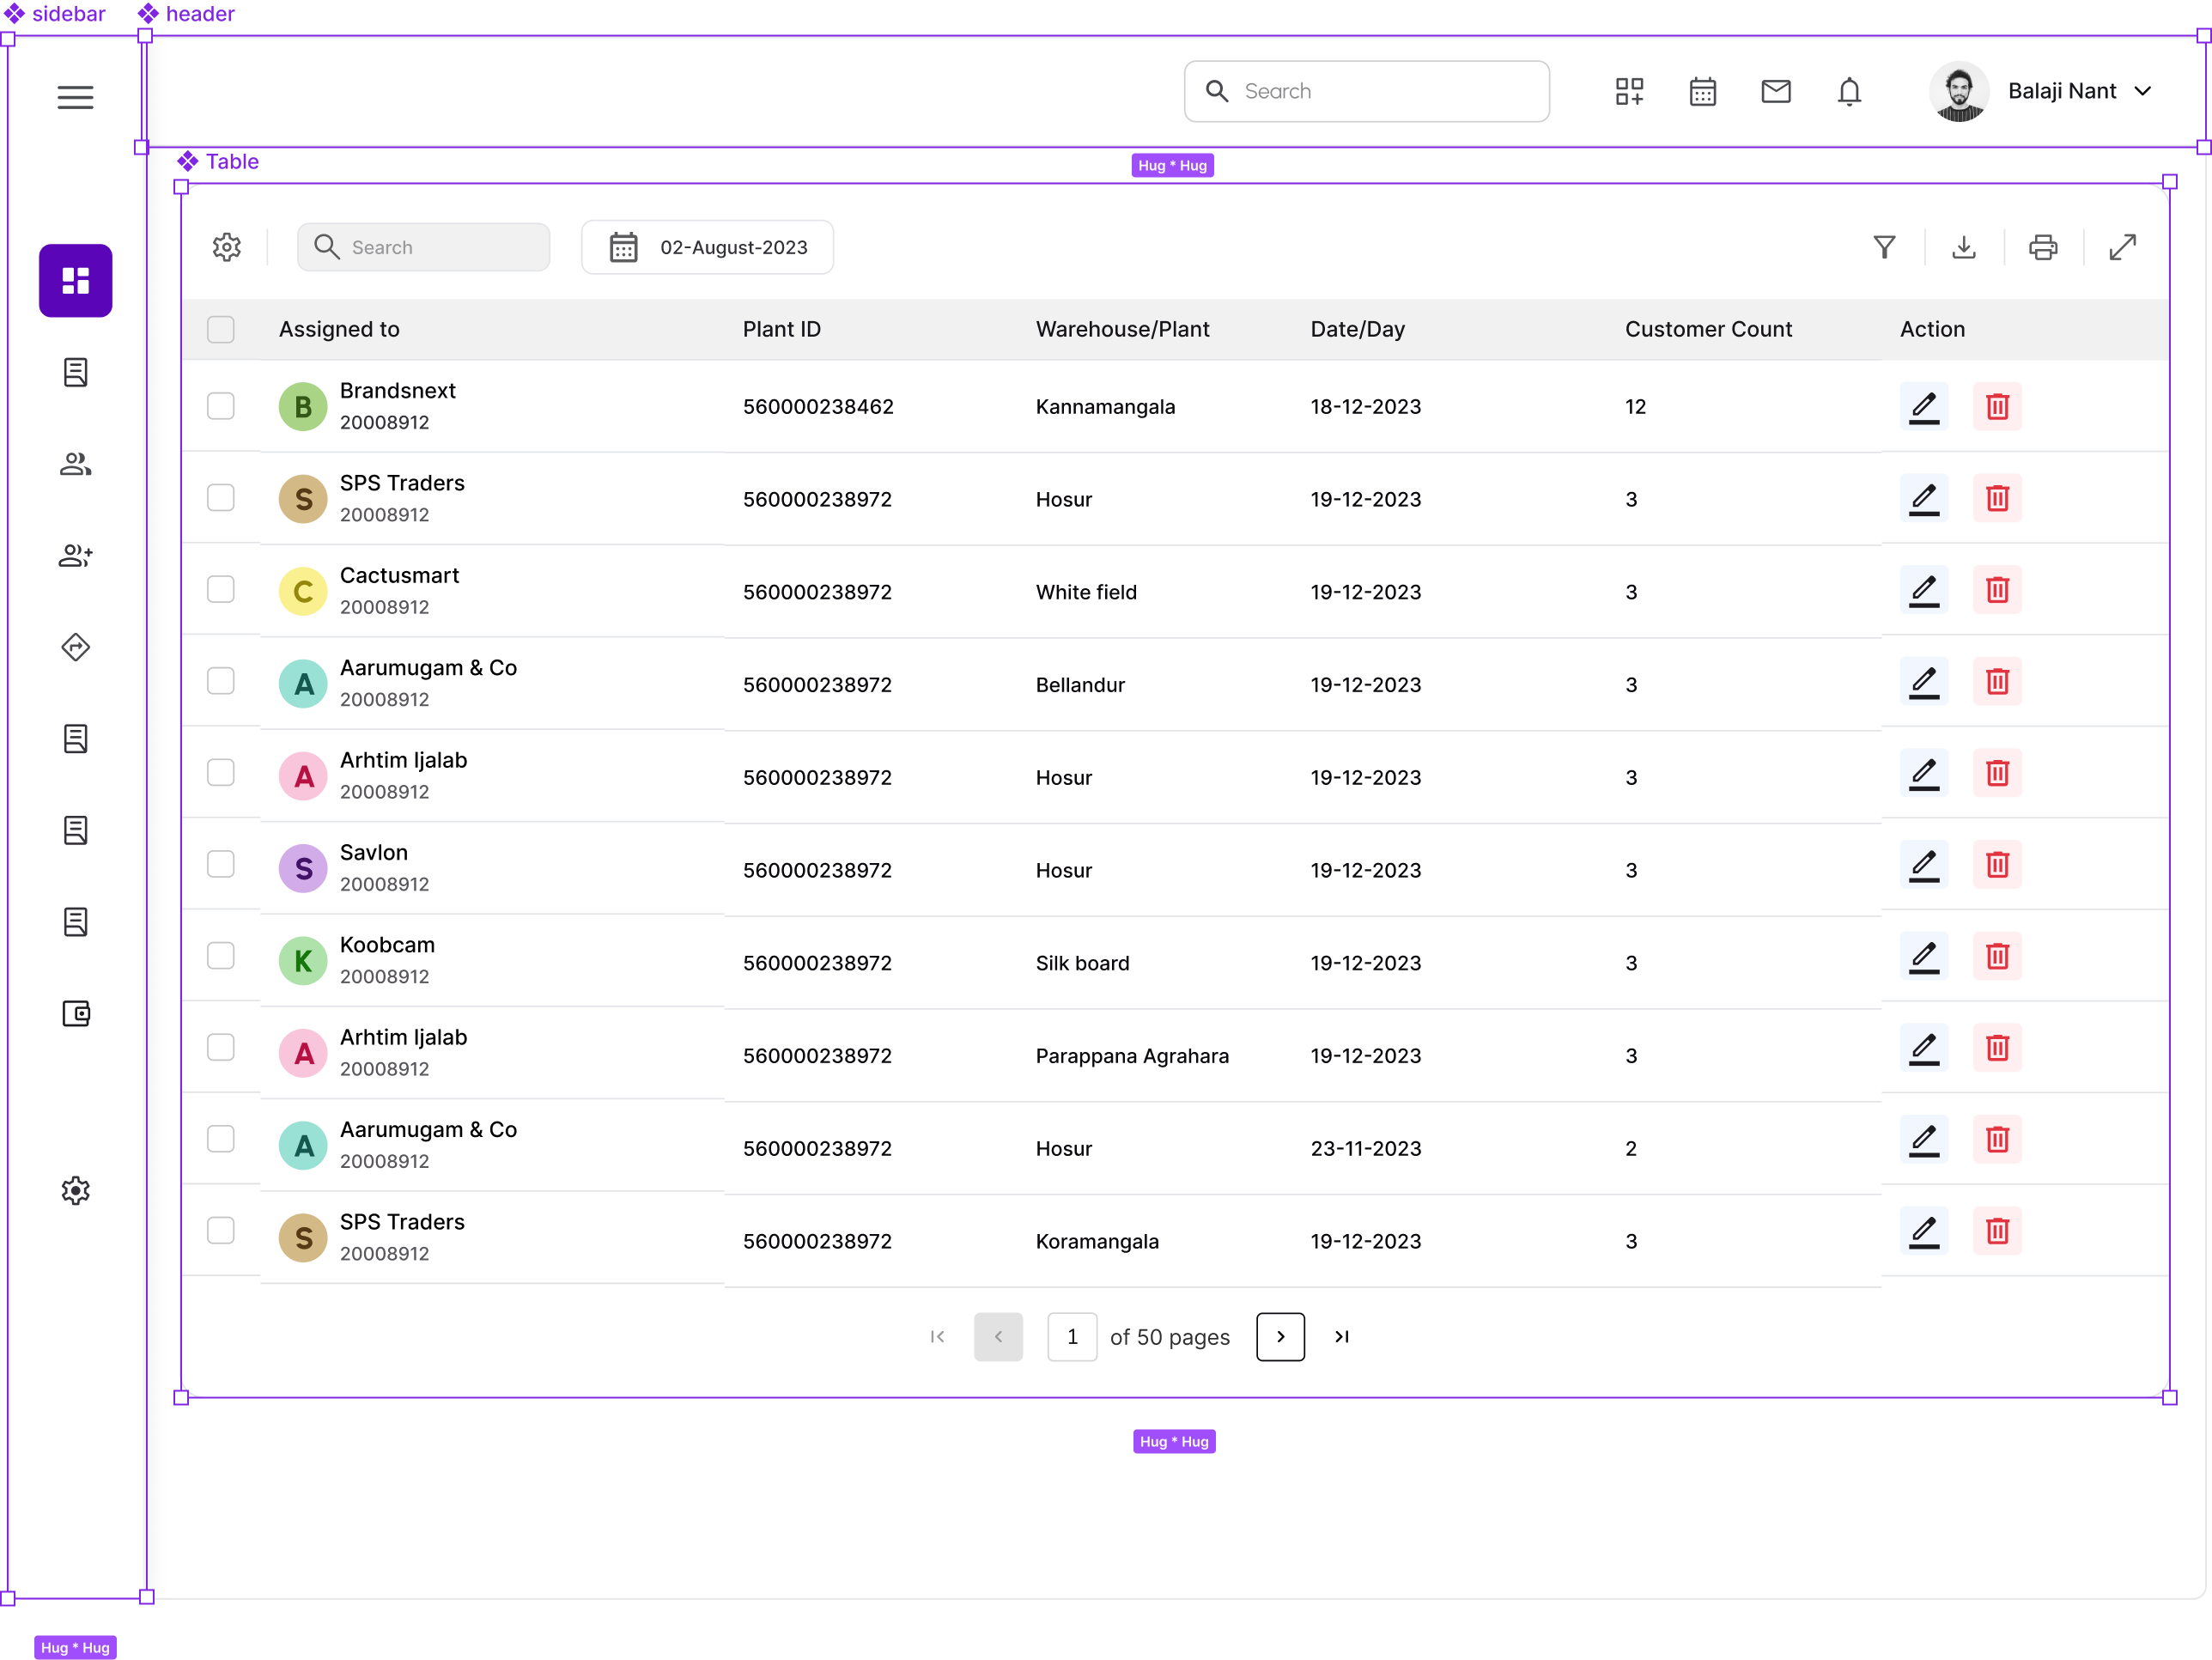 sidebar header
Search Balaji Nant
Table Hug * Hug
Search 02-August-2023
Assigned to Plant ID Warehouse/Plant Date/Day Customer Count Action
B Brandsnext 20008912 560000238462 Kannamangala 18-12-2023 12
S SPS Traders 20008912 560000238972 Hosur 19-12-2023 3
C Cactusmart 20008912 560000238972 White field 19-12-2023 3
A Aarumugam & Co 20008912 560000238972 Bellandur 19-12-2023 3
A Arhtim Ijalab 20008912 560000238972 Hosur 19-12-2023 3
S Savlon 20008912 560000238972 Hosur 19-12-2023 3
K Koobcam 20008912 560000238972 Silk board 19-12-2023 3
A Arhtim Ijalab 20008912 560000238972 Parappana Agrahara 19-12-2023 3
A Aarumugam & Co 20008912 560000238972 Hosur 23-11-2023 2
S SPS Traders 20008912 560000238972 Koramangala 19-12-2023 3
1 of 50 pages
Hug * Hug
Hug * Hug